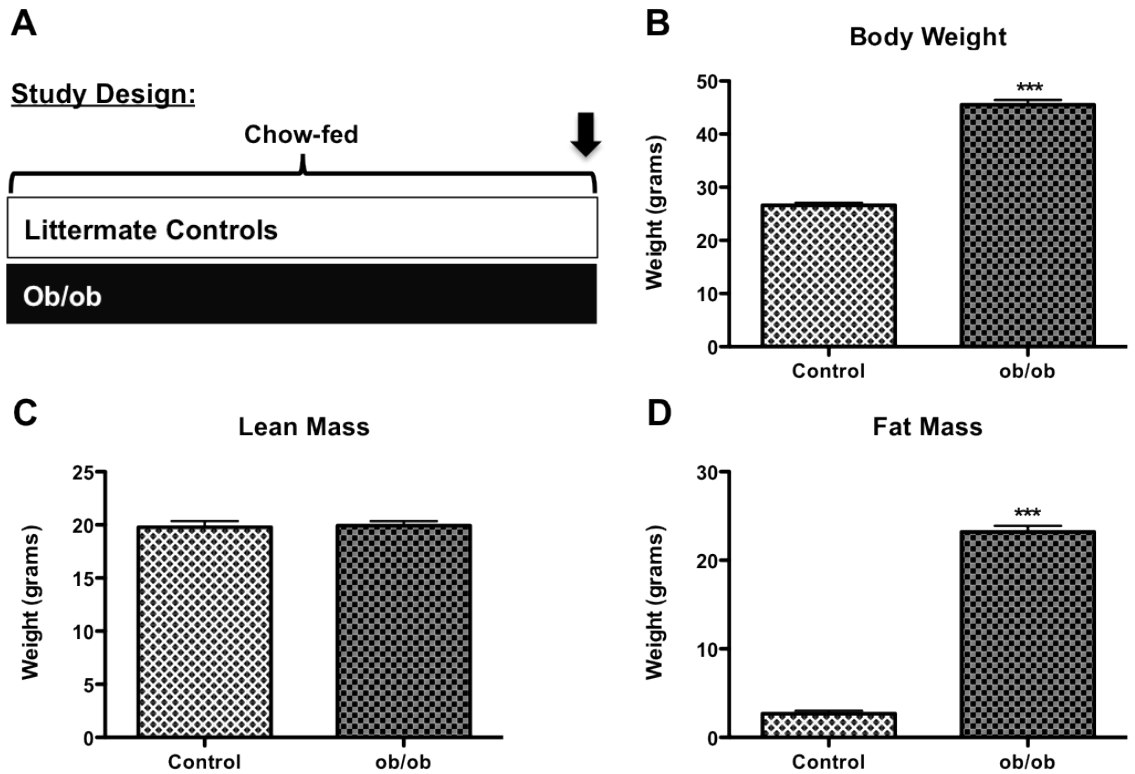 A
Study Design:
Chow-fed
Littermate Controls
Ob/ob
B
Body Weight
Weight (grams)
50
40
30
20
10
0
***
Control
ob/ob
C
Lean Mass
Weight (grams)
25
20
15
10
5
0
Control
ob/ob
D
Fat Mass
Weight (grams)
30
20
10
0
***
Control
ob/ob